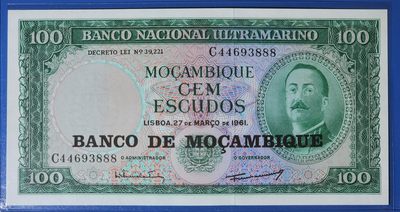 100 BANCO NACIONAL ULTRAMARINO 100
DECRETO LEI Nº 39,221 C44693888
MOÇAMBIQUE
CEM
ESCUDOS
LISBOA, 27 DE MARÇO DE 1961.
BANCO DE MOÇAMBIQUE
C44693888 O ADMINISTRADOR O GOVERNADOR
100 100